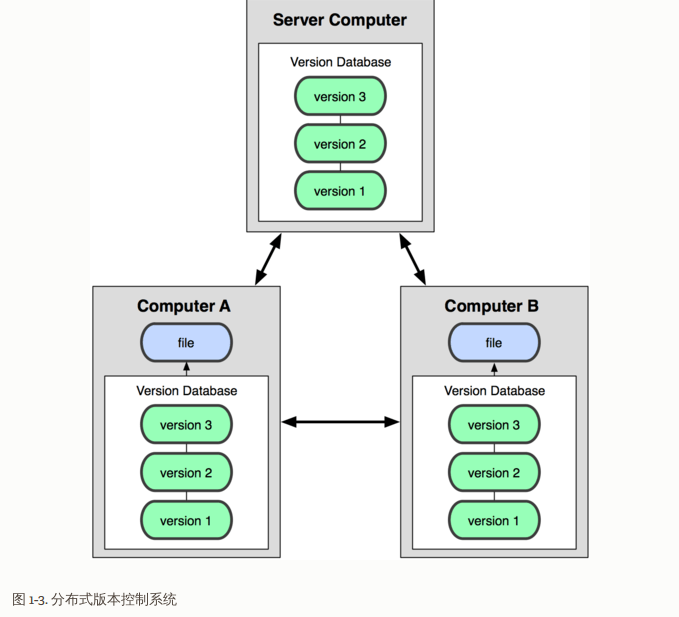 Server Computer
Version Database
version 3
version 2
version 1
Computer A
file
Version Database
version 3
version 2
version 1
Computer B
file
Version Database
version 3
version 2
version 1
图 1-3. 分布式版本控制系统